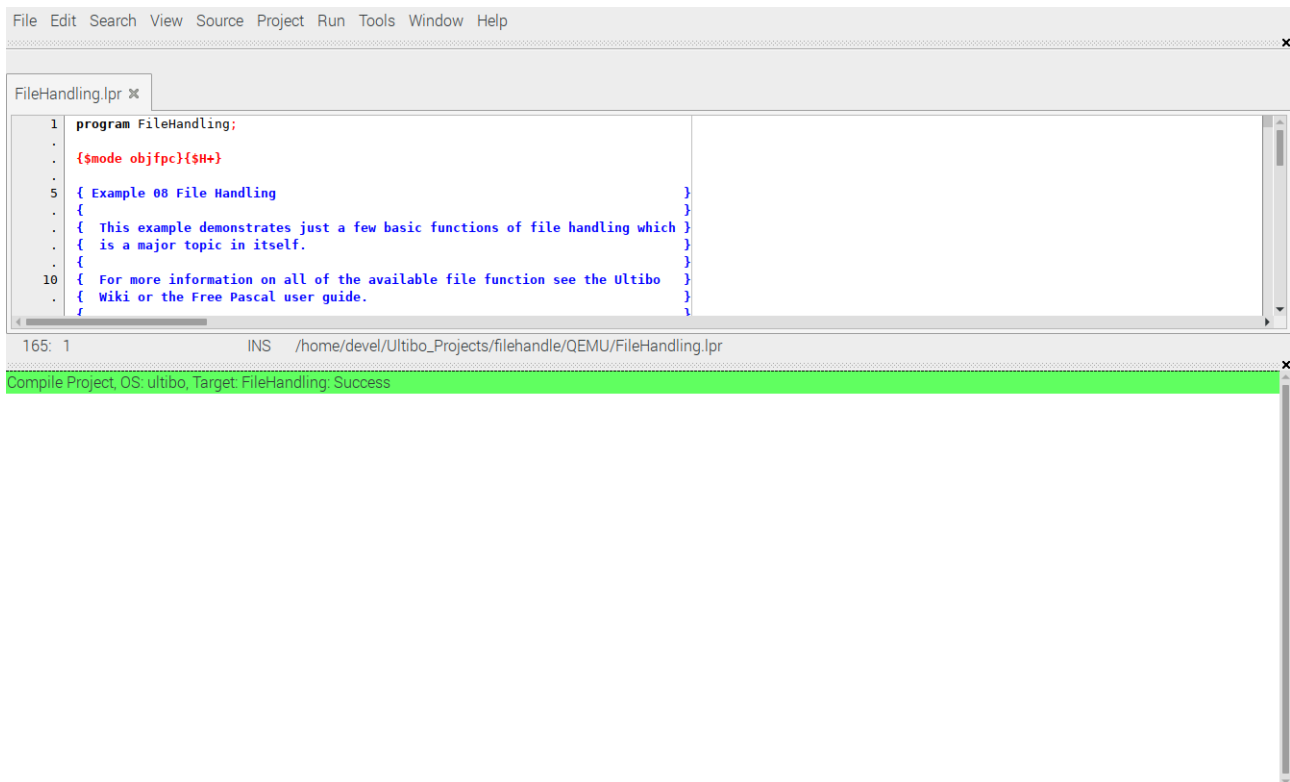 File Edit Search View Source Project Run Tools Window Help
FileHandling.lpr
1 program FileHandling;
.
. {$mode objfpc}{$H+}
.
5 { Example 08 File Handling }
. { }
. { This example demonstrates just a few basic functions of file handling which }
. { is a major topic in itself. }
. { }
10 { For more information on all of the available file function see the Ultibo }
. { Wiki or the Free Pascal user guide. }
{ }
165: 1 INS /home/devel/Ultibo_Projects/filehandle/QEMU/FileHandling.lpr
Compile Project, OS: ultibo, Target: FileHandling: Success